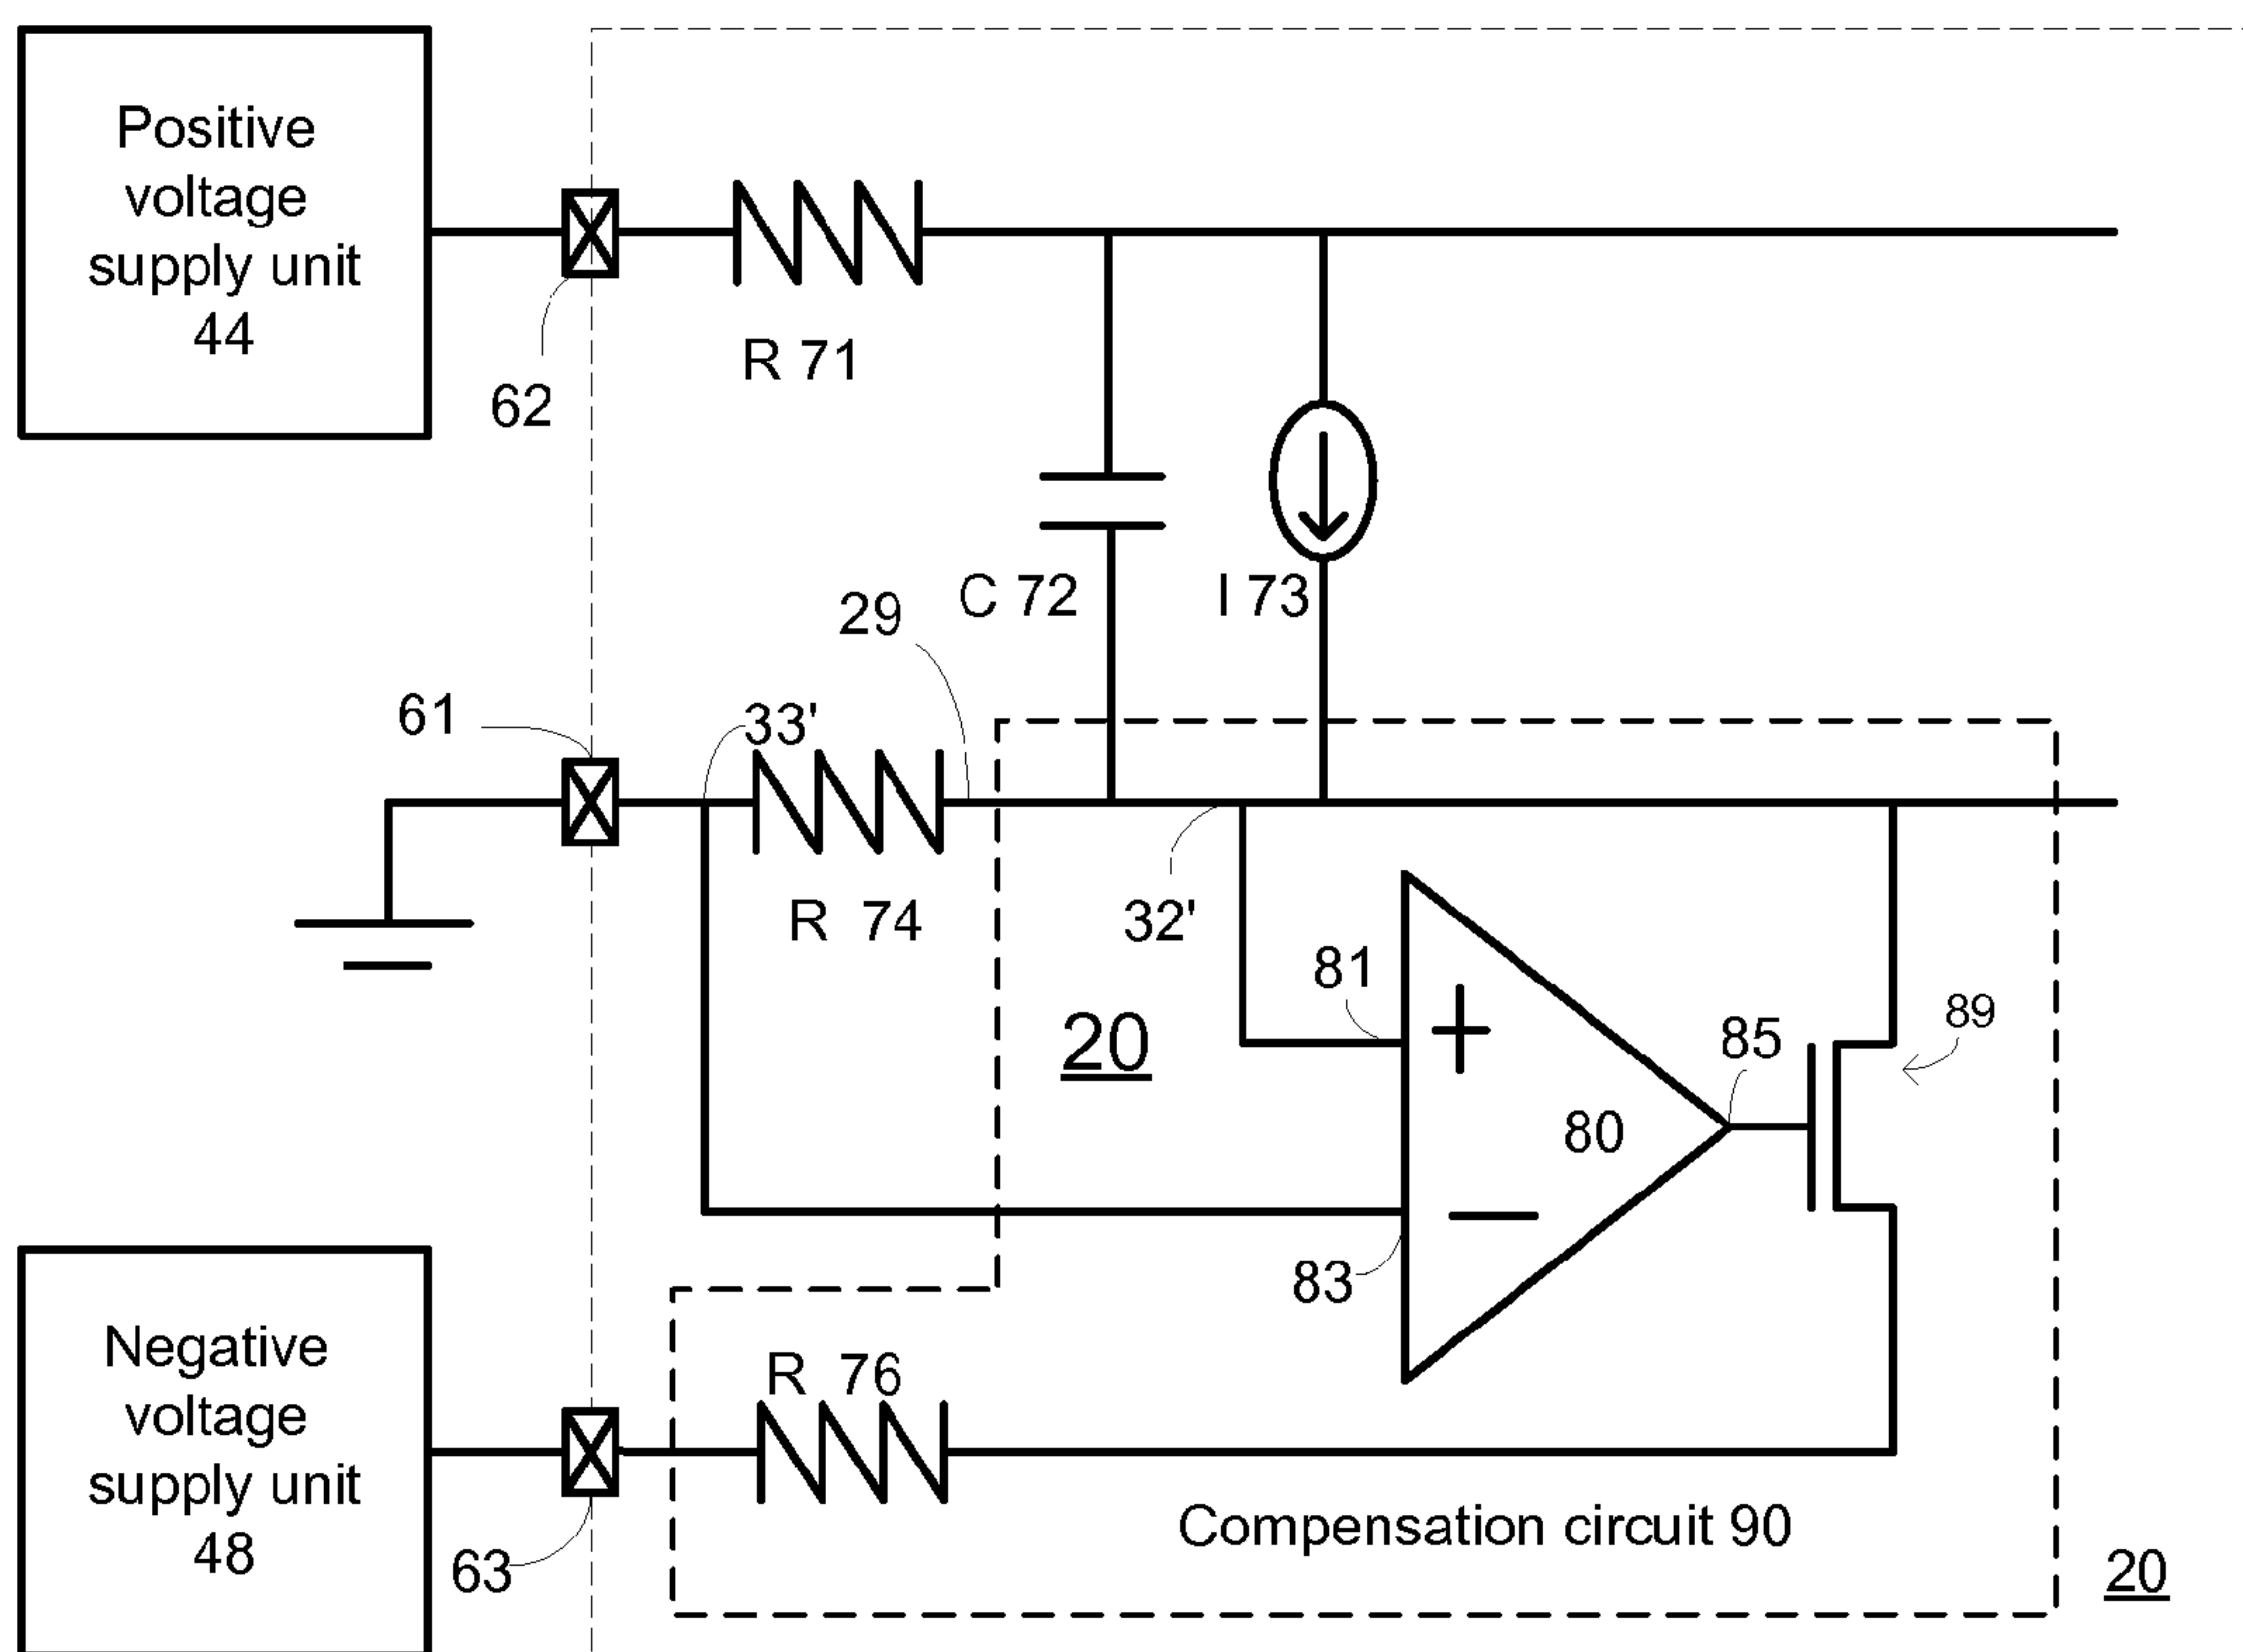 Positive
voltage
supply unit
44
62
R 71
C 72
I 73
29
61
33'
R 74
32'
81
20
+
80
−
85
89
83
Negative
voltage
supply unit
48
63
R 76
Compensation circuit 90
20